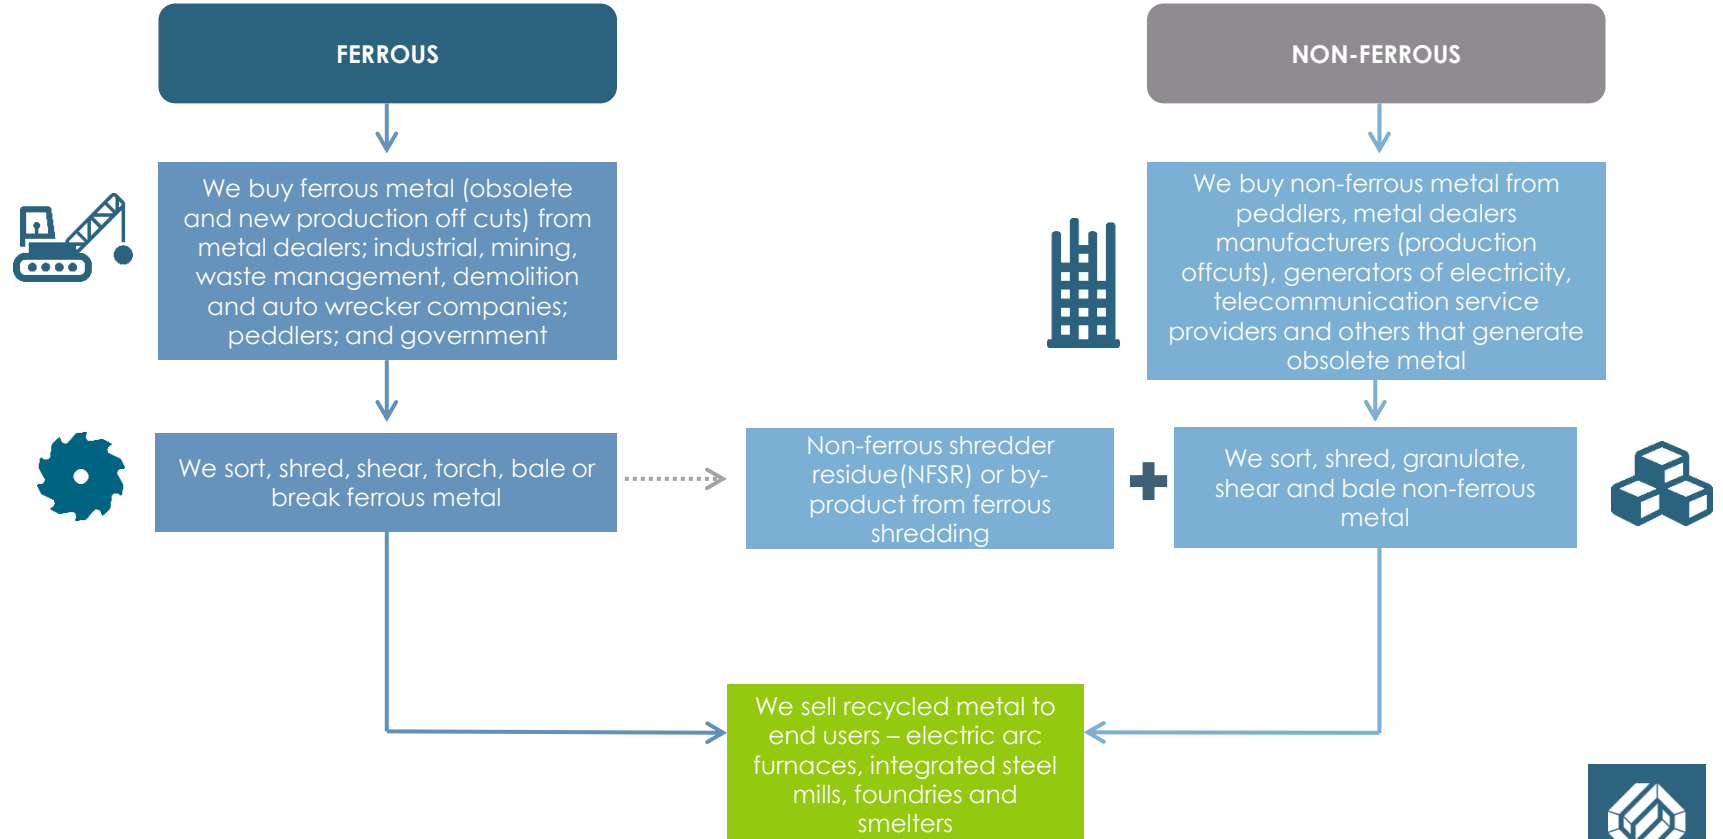 FERROUS
NON-FERROUS
We buy ferrous metal (obsolete
and new production off cuts) from
metal dealers; industrial, mining,
waste management, demolition
and auto wrecker companies;
peddlers; and government
We buy non-ferrous metal from
peddlers, metal dealers
manufacturers (production
offcuts), generators of electricity,
telecommunication service
providers and others that generate
obsolete metal
We sort, shred, shear, torch, bale or
break ferrous metal
Non-ferrous shredder
residue(NFSR) or by-
product from ferrous
shredding
We sort, shred, granulate,
shear and bale non-ferrous
metal
We sell recycled metal to
end users – electric arc
furnaces, integrated steel
mills, foundries and
smelters